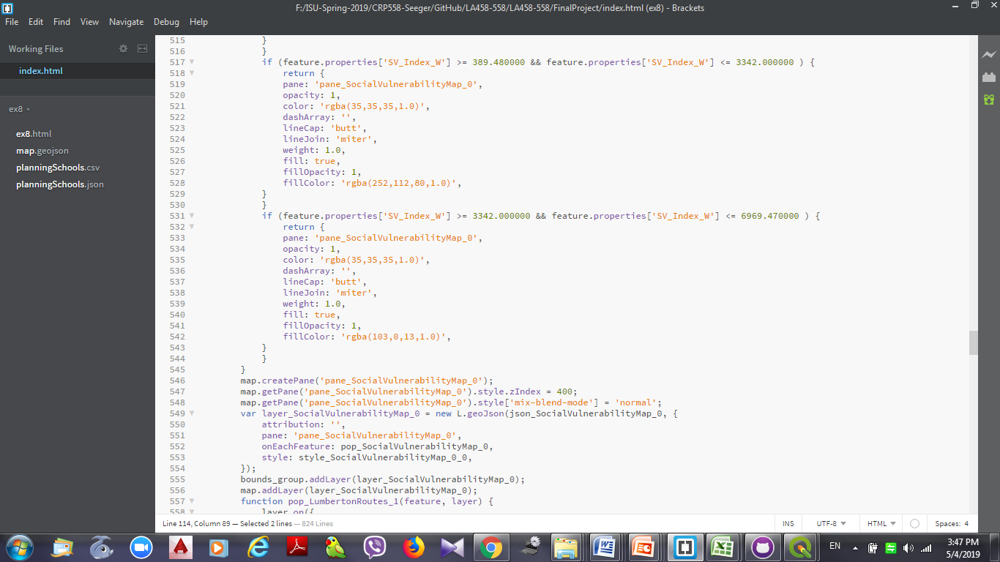 F:/ISU-Spring-2019/CRP558-Seeger/GitHub/LA458-558/LA458-558/FinalProject/index.html (ex8) - Brackets
File Edit Find View Navigate Debug Help
Working Files
index.html
ex8
ex8.html
map.geojson
planningSchools.csv
planningSchools.json
515 }
516 }
517 if (feature.properties['SV_Index_W'] >= 389.480000 && feature.properties['SV_Index_W'] <= 3342.000000 ) {
518 return {
519 pane: 'pane_SocialVulnerabilityMap_0',
520 opacity: 1,
521 color: 'rgba(35,35,35,1.0)',
522 dashArray: '',
523 lineCap: 'butt',
524 lineJoin: 'miter',
525 weight: 1.0,
526 fill: true,
527 fillOpacity: 1,
528 fillColor: 'rgba(252,112,80,1.0)',
529 }
530 }
531 if (feature.properties['SV_Index_W'] >= 3342.000000 && feature.properties['SV_Index_W'] <= 6969.470000 ) {
532 return {
533 pane: 'pane_SocialVulnerabilityMap_0',
534 opacity: 1,
535 color: 'rgba(35,35,35,1.0)',
536 dashArray: '',
537 lineCap: 'butt',
538 lineJoin: 'miter',
539 weight: 1.0,
540 fill: true,
541 fillOpacity: 1,
542 fillColor: 'rgba(103,0,13,1.0)',
543 }
544 }
545 }
546 map.createPane('pane_SocialVulnerabilityMap_0');
547 map.getPane('pane_SocialVulnerabilityMap_0').style.zIndex = 400;
548 map.getPane('pane_SocialVulnerabilityMap_0').style['mix-blend-mode'] = 'normal';
549 var layer_SocialVulnerabilityMap_0 = new L.geoJson(json_SocialVulnerabilityMap_0, {
550 attribution: '',
551 pane: 'pane_SocialVulnerabilityMap_0',
552 onEachFeature: pop_SocialVulnerabilityMap_0,
553 style: style_SocialVulnerabilityMap_0_0,
554 });
555 bounds_group.addLayer(layer_SocialVulnerabilityMap_0);
556 map.addLayer(layer_SocialVulnerabilityMap_0);
557 function pop_LumbertonRoutes_1(feature, layer) {
558 layer.on({
Line 114, Column 89 — Selected 2 lines — 824 Lines
INS UTF-8 HTML Spaces: 4
EN
3:47 PM
5/4/2019